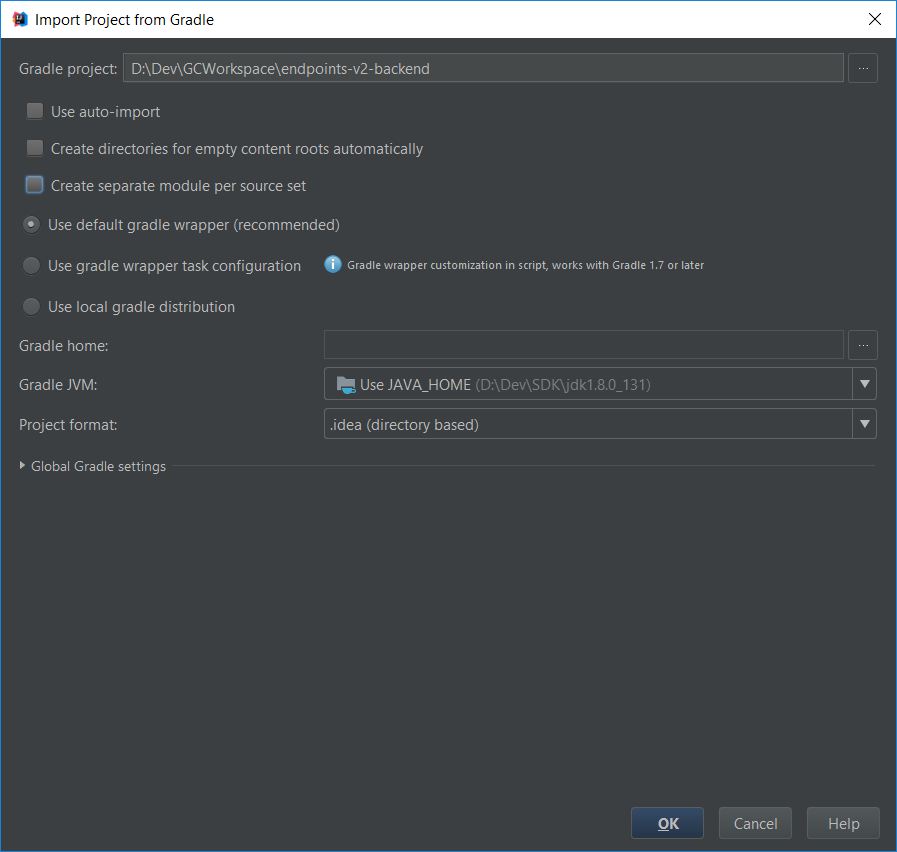 Import Project from Gradle
Gradle project: D:\Dev\GCWorkspace\endpoints-v2-backend ...
Use auto-import
Create directories for empty content roots automatically
Create separate module per source set
Use default gradle wrapper (recommended)
Use gradle wrapper task configuration Gradle wrapper customization in script, works with Gradle 1.7 or later
Use local gradle distribution
Gradle home: ...
Gradle JVM: Use JAVA_HOME (D:\Dev\SDK\jdk1.8.0_131)
Project format: .idea (directory based)
Global Gradle settings
OK Cancel Help